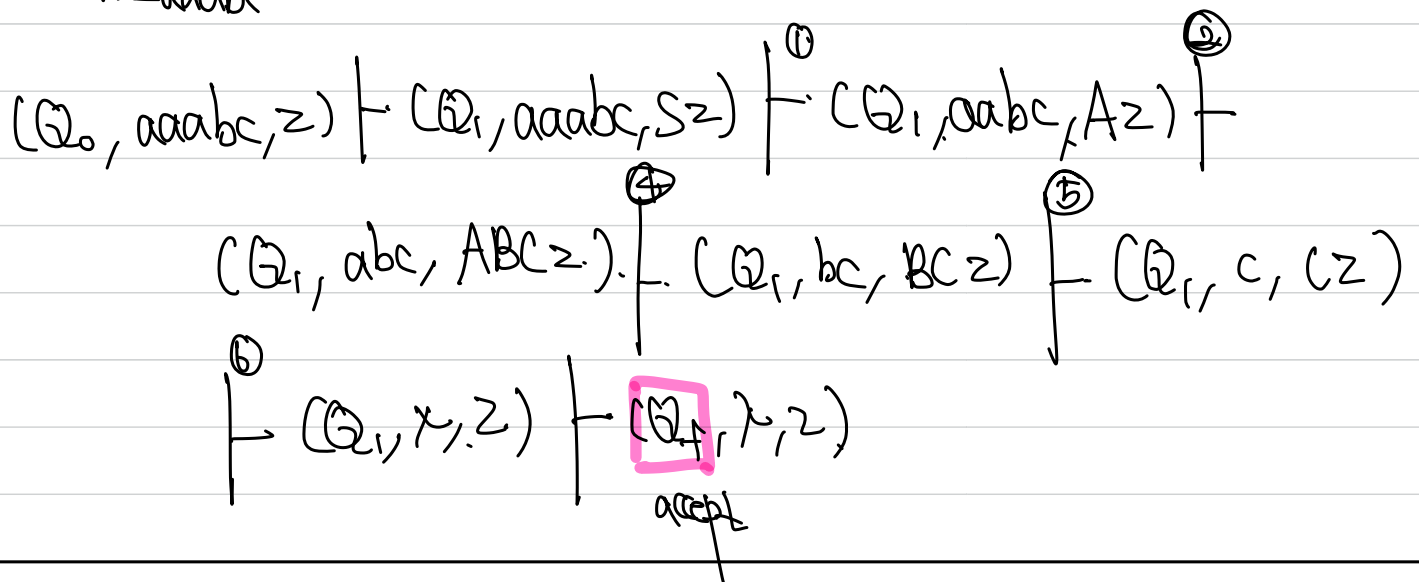 (Q₀, aaabc, z) ⊢ (Q₁, aaabc, Sz) ⊢① (Q₁, aabc, Az) ⊢②
(Q₁, abc, ABCz) ⊢④ (Q₁, bc, BCz) ⊢⑤ (Q₁, c, Cz)
⊢⑥ (Q₁, λ, z) ⊢ (Q_f, λ, z)
accept